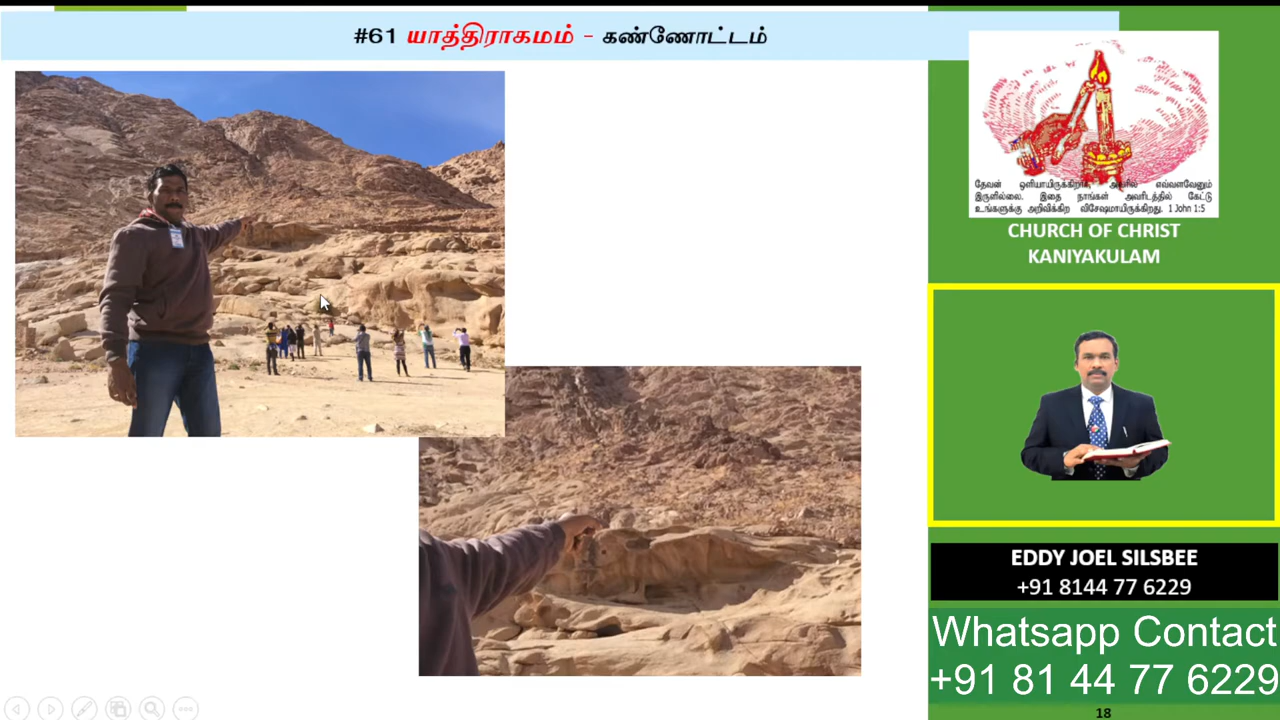 #61 யாத்திராகமம் - கண்ணோட்டம்
தேவன் ஒளியாயிருக்கிறார், அவரில் எவ்வளவேனும்
இருளில்லை. இதை நாங்கள் அவரிடத்தில் கேட்டு
உங்களுக்கு அறிவிக்கிற விசேஷமாயிருக்கிறது. 1 John 1:5
CHURCH OF CHRIST
KANIYAKULAM
EDDY JOEL SILSBEE
+91 8144 77 6229
Whatsapp Contact
+91 81 44 77 6229
18